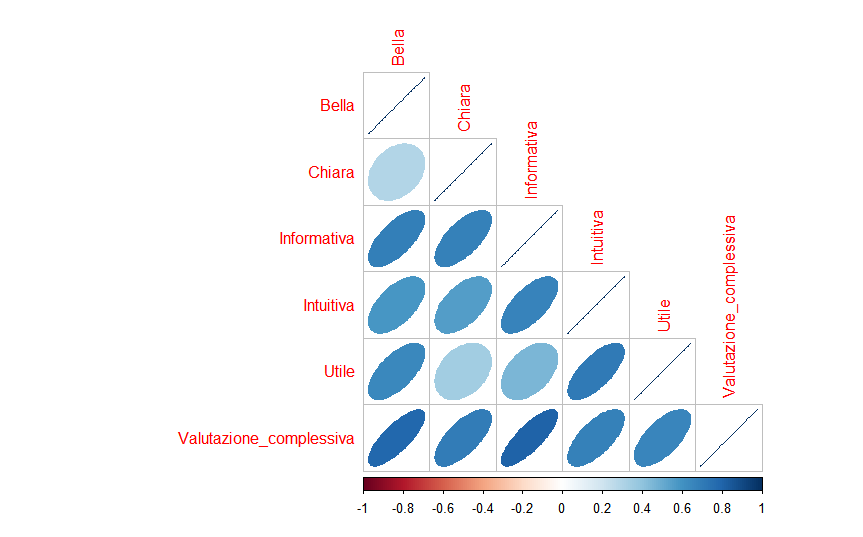 Bella
Chiara
Informativa
Intuitiva
Utile
Valutazione_complessiva
Bella
Chiara
Informativa
Intuitiva
Utile
Valutazione_complessiva
-1 -0.8 -0.6 -0.4 -0.2 0 0.2 0.4 0.6 0.8 1